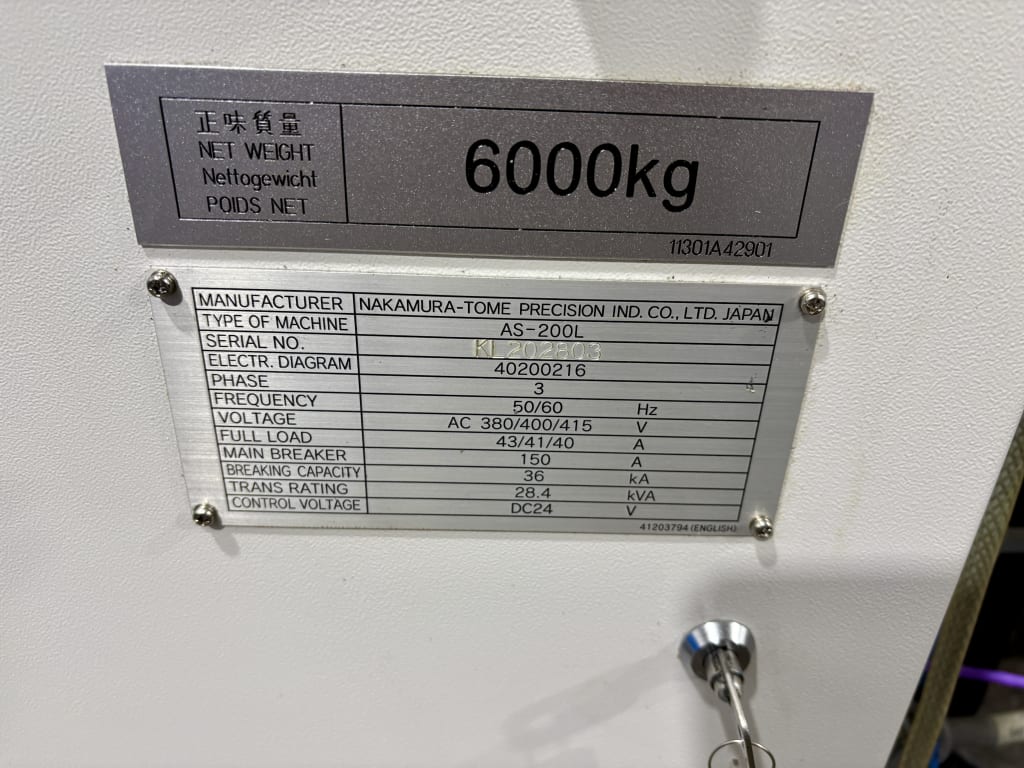 正味質量
NET WEIGHT
Nettogewicht
POIDS NET
6000kg
11301A42901
MANUFACTURER NAKAMURA-TOME PRECISION IND. CO., LTD. JAPAN
TYPE OF MACHINE AS-200L
SERIAL NO. KL202803
ELECTR. DIAGRAM 40200216
PHASE 3
FREQUENCY 50/60 Hz
VOLTAGE AC 380/400/415 V
FULL LOAD 43/41/40 A
MAIN BREAKER 150 A
BREAKING CAPACITY 36 kA
TRANS RATING 28.4 kVA
CONTROL VOLTAGE DC24 V
41203794 (ENGLISH)